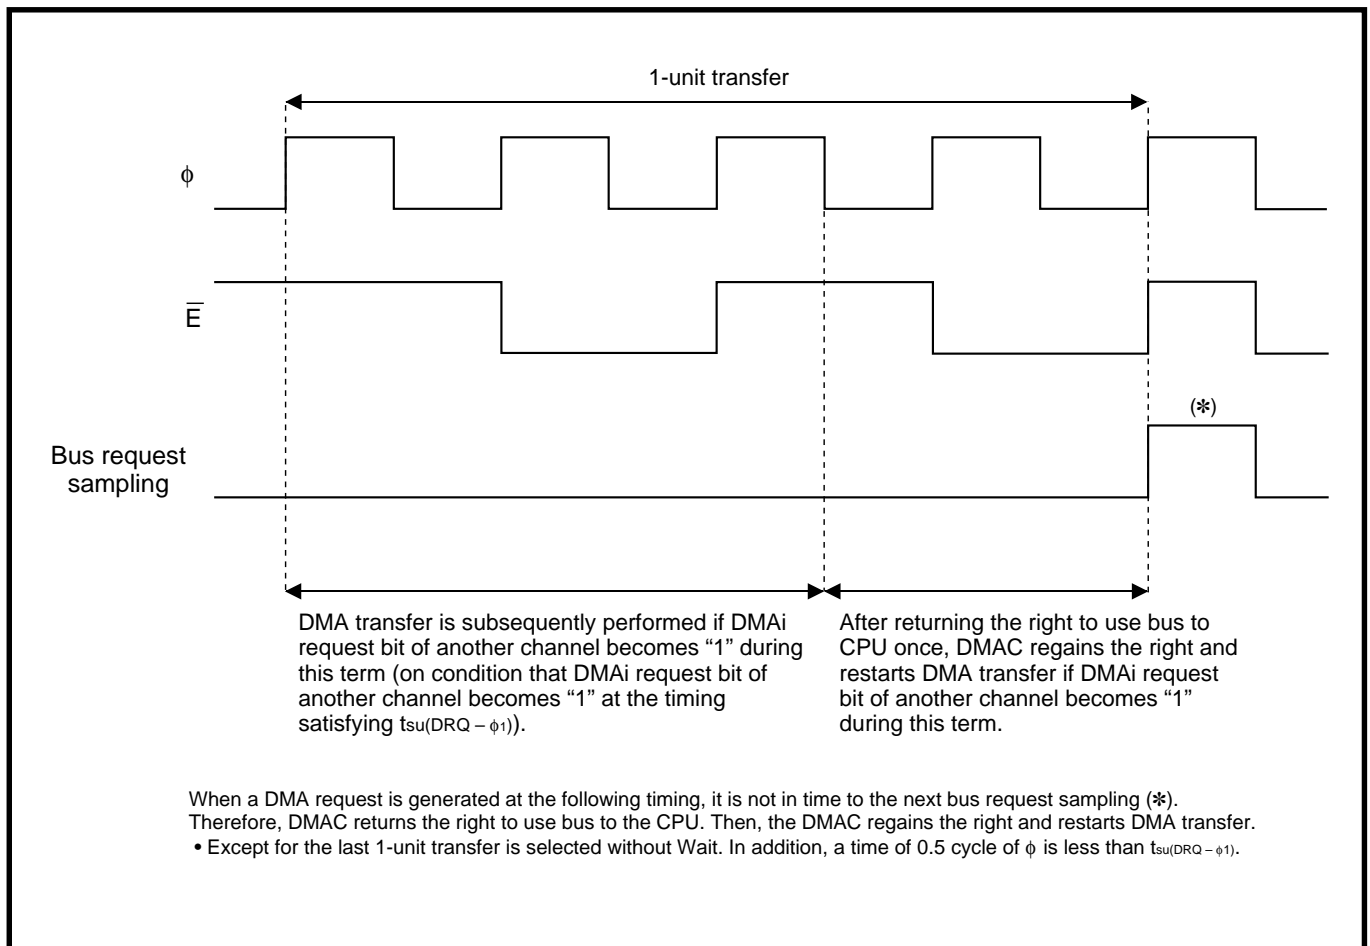 1-unit transfer
ϕ
E̅
(✽)
Bus request
sampling
DMA transfer is subsequently performed if DMAi
request bit of another channel becomes “1” during
this term (on condition that DMAi request bit of
another channel becomes “1” at the timing
satisfying tsu(DRQ – ϕ1)).
After returning the right to use bus to
CPU once, DMAC regains the right and
restarts DMA transfer if DMAi request
bit of another channel becomes “1”
during this term.
When a DMA request is generated at the following timing, it is not in time to the next bus request sampling (✽).
Therefore, DMAC returns the right to use bus to the CPU. Then, the DMAC regains the right and restarts DMA transfer.
• Except for the last 1-unit transfer is selected without Wait. In addition, a time of 0.5 cycle of ϕ is less than tsu(DRQ – ϕ1).